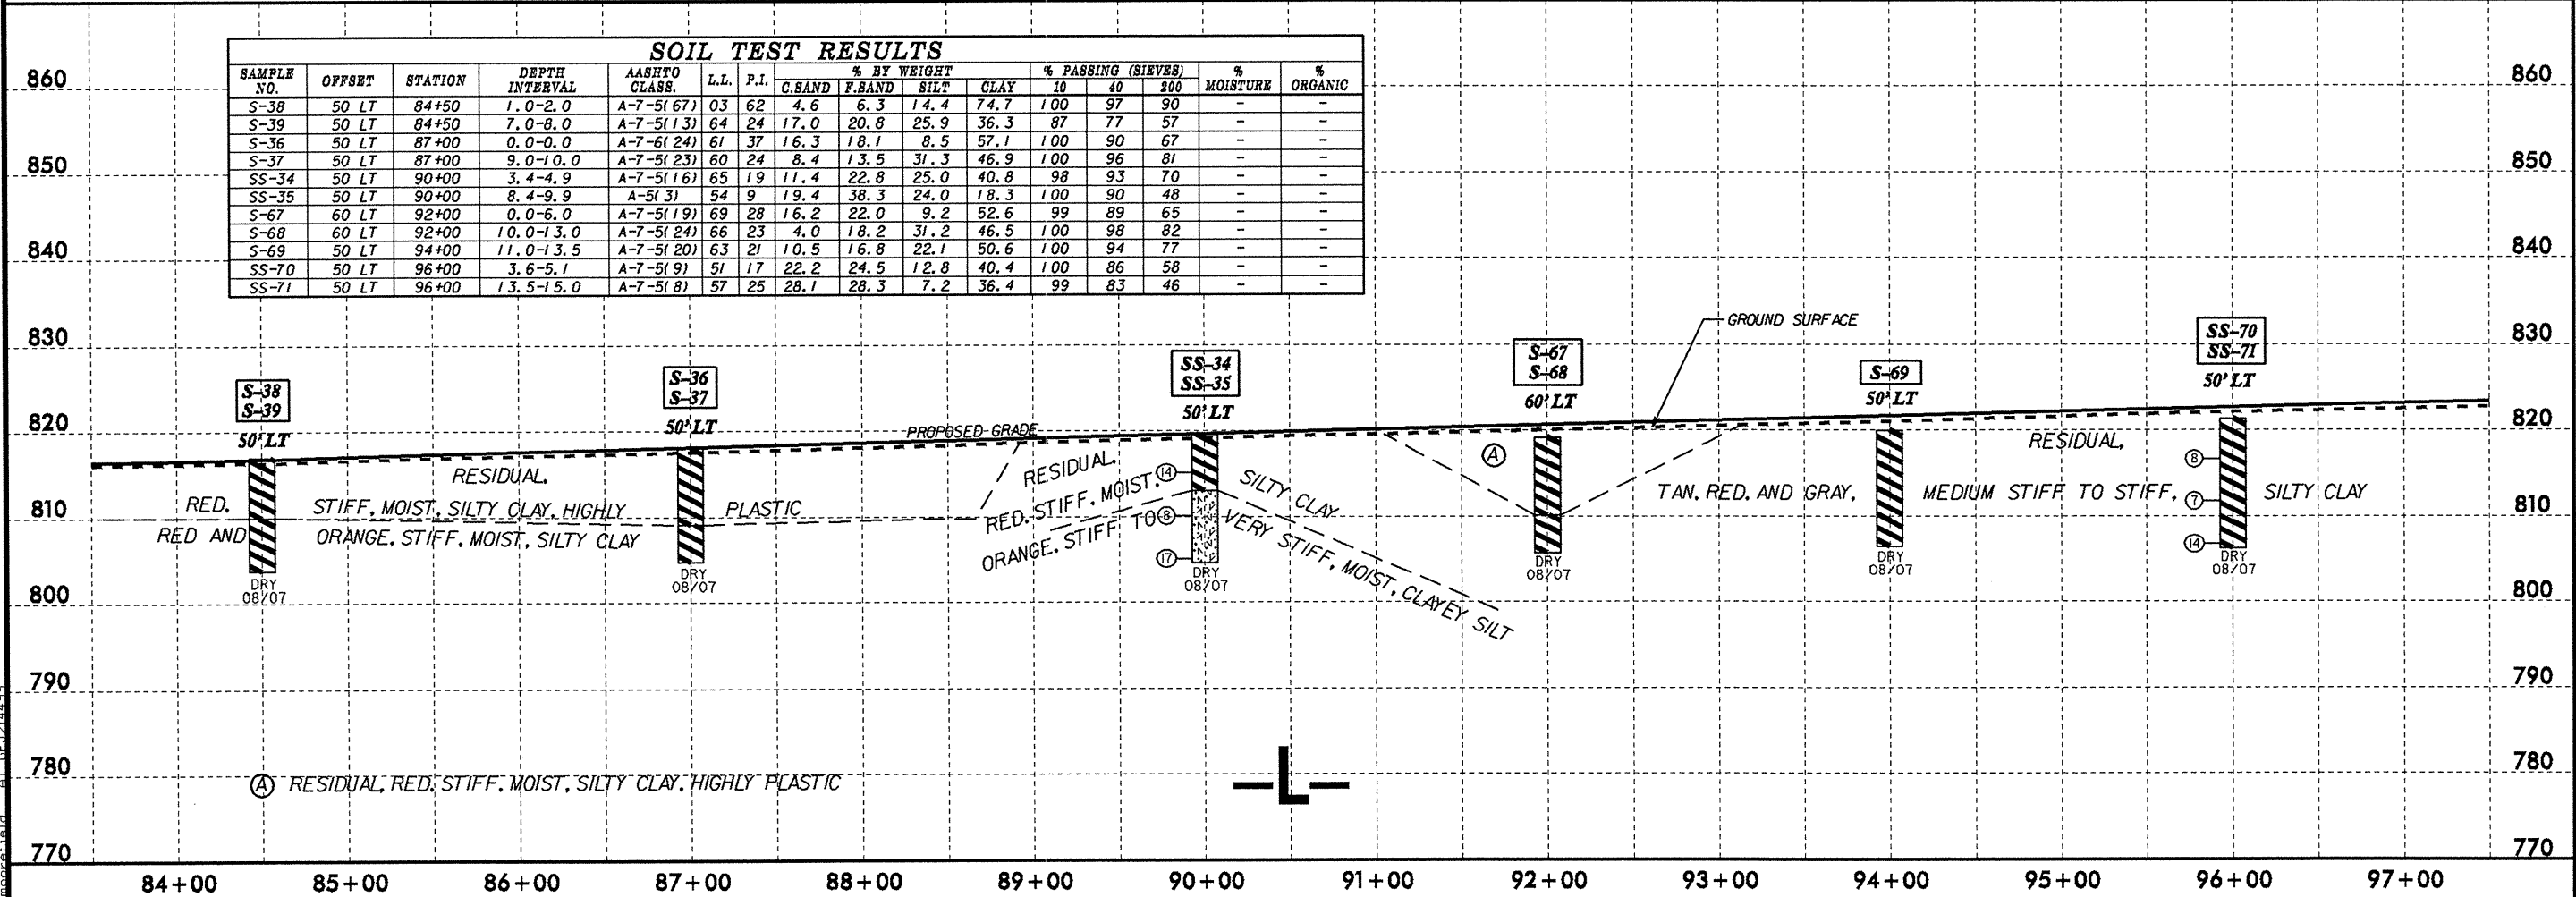 SOIL TEST RESULTS
SAMPLE NO. OFFSET STATION DEPTH INTERVAL AASHTO CLASS. L.L. P.I. % BY WEIGHT % PASSING (SIEVES) % MOISTURE % ORGANIC
C.SAND F.SAND SILT CLAY 10 40 200
S-38 50 LT 84+50 1.0-2.0 A-7-5(67) 03 62 4.6 6.3 14.4 74.7 100 97 90 - -
S-39 50 LT 84+50 7.0-8.0 A-7-5(13) 64 24 17.0 20.8 25.9 36.3 87 77 57 - -
S-36 50 LT 87+00 0.0-0.0 A-7-6(24) 61 37 16.3 18.1 8.5 57.1 100 90 67 - -
S-37 50 LT 87+00 9.0-10.0 A-7-5(23) 60 24 8.4 13.5 31.3 46.9 100 96 81 - -
SS-34 50 LT 90+00 3.4-4.9 A-7-5(16) 65 19 11.4 22.8 25.0 40.8 98 93 70 - -
SS-35 50 LT 90+00 8.4-9.9 A-5(3) 54 9 19.4 38.3 24.0 18.3 100 90 48 - -
S-67 60 LT 92+00 0.0-6.0 A-7-5(19) 69 28 16.2 22.0 9.2 52.6 99 89 65 - -
S-68 60 LT 92+00 10.0-13.0 A-7-5(24) 66 23 4.0 18.2 31.2 46.5 100 98 82 - -
S-69 50 LT 94+00 11.0-13.5 A-7-5(20) 63 21 10.5 16.8 22.1 50.6 100 94 77 - -
SS-70 50 LT 96+00 3.6-5.1 A-7-5(9) 51 17 22.2 24.5 12.8 40.4 100 86 58 - -
SS-71 50 LT 96+00 13.5-15.0 A-7-5(8) 57 25 28.1 28.3 7.2 36.4 99 83 46 - -
860 860
850 850
840 840
830 830
820 820
810 810
800 800
790 790
780 780
770 770
GROUND SURFACE
PROPOSED GRADE
S-38
S-39
50' LT
S-36
S-37
50' LT
SS-34
SS-35
50' LT
S-67
S-68
60' LT
S-69
50' LT
SS-70
SS-71
50' LT
RESIDUAL,
RED, STIFF, MOIST, SILTY CLAY, HIGHLY PLASTIC
RED AND ORANGE, STIFF, MOIST, SILTY CLAY
RESIDUAL,
RED, STIFF, MOIST, SILTY CLAY
ORANGE, STIFF TO VERY STIFF, MOIST, CLAYEY SILT
14
8
17
A
RESIDUAL,
TAN, RED, AND GRAY, MEDIUM STIFF TO STIFF, SILTY CLAY
8
7
14
DRY
08/07
DRY
08/07
DRY
08/07
DRY
08/07
DRY
08/07
DRY
08/07
A RESIDUAL, RED, STIFF, MOIST, SILTY CLAY, HIGHLY PLASTIC
-L-
84+00 85+00 86+00 87+00 88+00 89+00 90+00 91+00 92+00 93+00 94+00 95+00 96+00 97+00